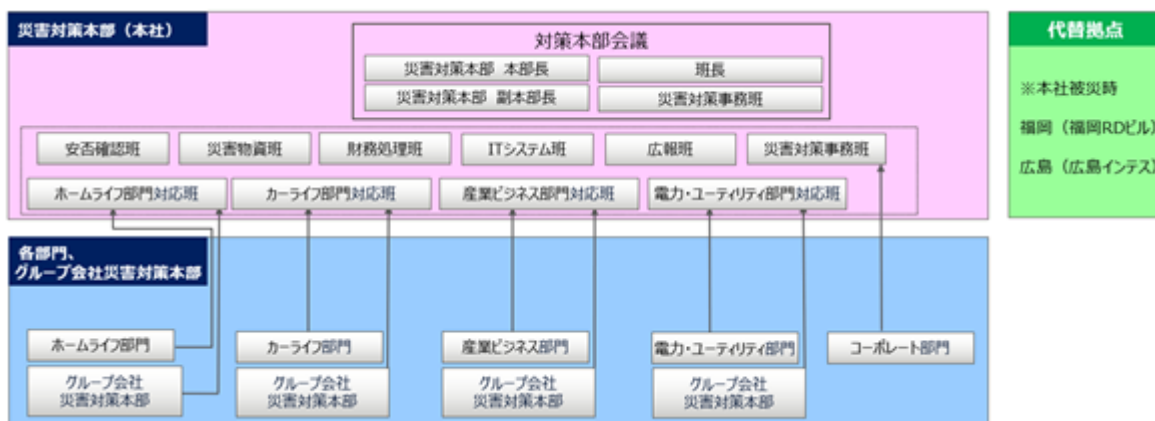 災害対策本部（本社）
対策本部会議
災害対策本部 本部長
班長
災害対策本部 副本部長
災害対策事務班
安否確認班
災害物資班
財務処理班
ITシステム班
広報班
災害対策事務班
ホームライフ部門対応班
カーライフ部門対応班
産業ビジネス部門対応班
電力・ユーティリティ部門対応班
代替拠点
※本社被災時
福岡（福岡RDビル）
広島（広島インテス）
各部門、
グループ会社災害対策本部
ホームライフ部門
カーライフ部門
産業ビジネス部門
電力・ユーティリティ部門
コーポレート部門
グループ会社
災害対策本部
グループ会社
災害対策本部
グループ会社
災害対策本部
グループ会社
災害対策本部